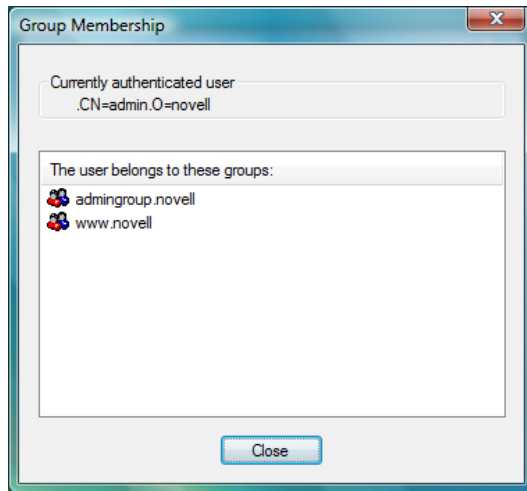 Group Membership
Currently authenticated user
.CN=admin.O=novell
The user belongs to these groups:
admingroup.novell
www.novell
Close